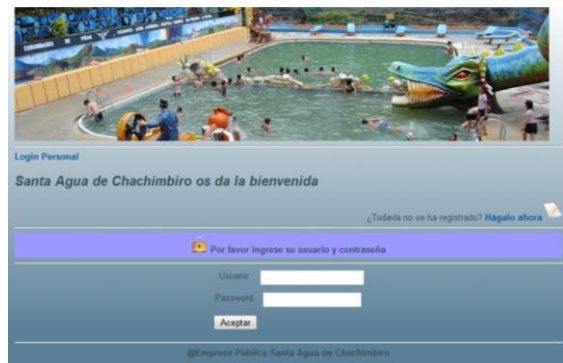 Login Personal
Santa Agua de Chachimbiro os da la bienvenida
¿Todavía no se ha registrado? Hágalo ahora
Por favor ingrese su usuario y contraseña
Usuario:
Password:
Aceptar
@Empresa Pública Santa Agua de Chachimbiro